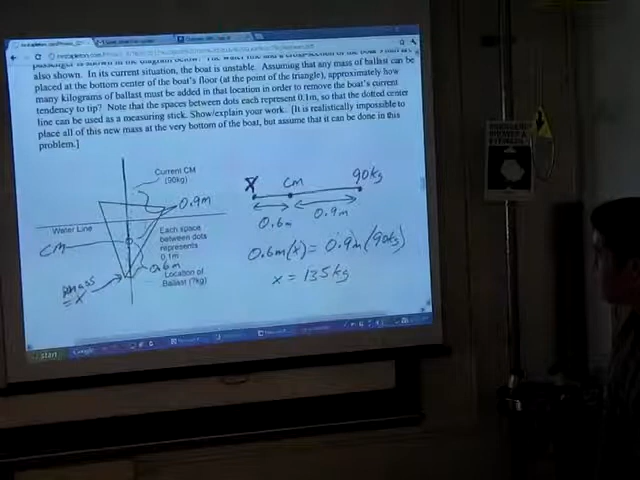 also shown. In its current situation, the boat is unstable. Assuming that any mass of ballast can be
placed at the bottom center of the boat's floor (at the point of the triangle), approximately how
many kilograms of ballast must be added in that location in order to remove the boat's current
tendency to tip? Note that the spaces between dots each represent 0.1m, so that the dotted center
line can be used as a measuring stick. Show/explain your work. [It is realistically impossible to
place all of this new mass at the very bottom of the boat, but assume that it can be done in this
problem.]
Current CM
(90kg)
0.9m
Water Line
Each space
between dots
represents
0.1m
CM
0.6m
Location of
Ballast (?kg)
mass
= X
X
CM
90kg
0.6m
0.9m
0.6m(x) = 0.9m(90kg)
x = 135kg
start